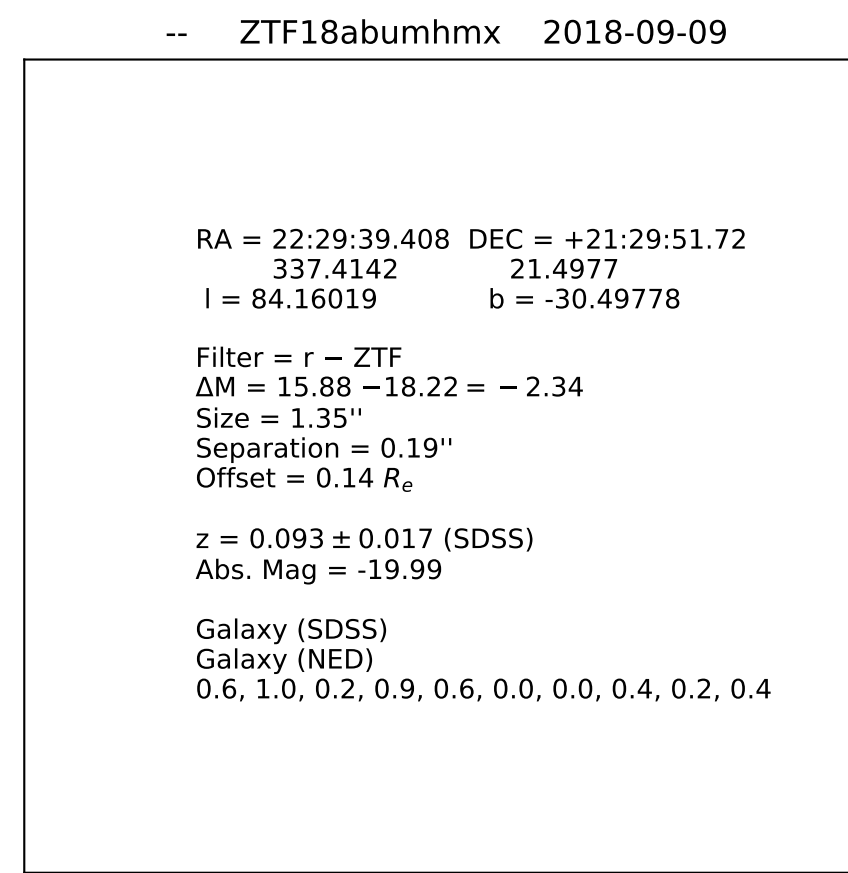 -- ZTF18abumhmx 2018-09-09
RA = 22:29:39.408 DEC = +21:29:51.72
337.4142 21.4977
l = 84.16019 b = -30.49778
Filter = r − ZTF
ΔM = 15.88 −18.22 = − 2.34
Size = 1.35''
Separation = 0.19''
Offset = 0.14 Rₑ
z = 0.093 ± 0.017 (SDSS)
Abs. Mag = -19.99
Galaxy (SDSS)
Galaxy (NED)
0.6, 1.0, 0.2, 0.9, 0.6, 0.0, 0.0, 0.4, 0.2, 0.4